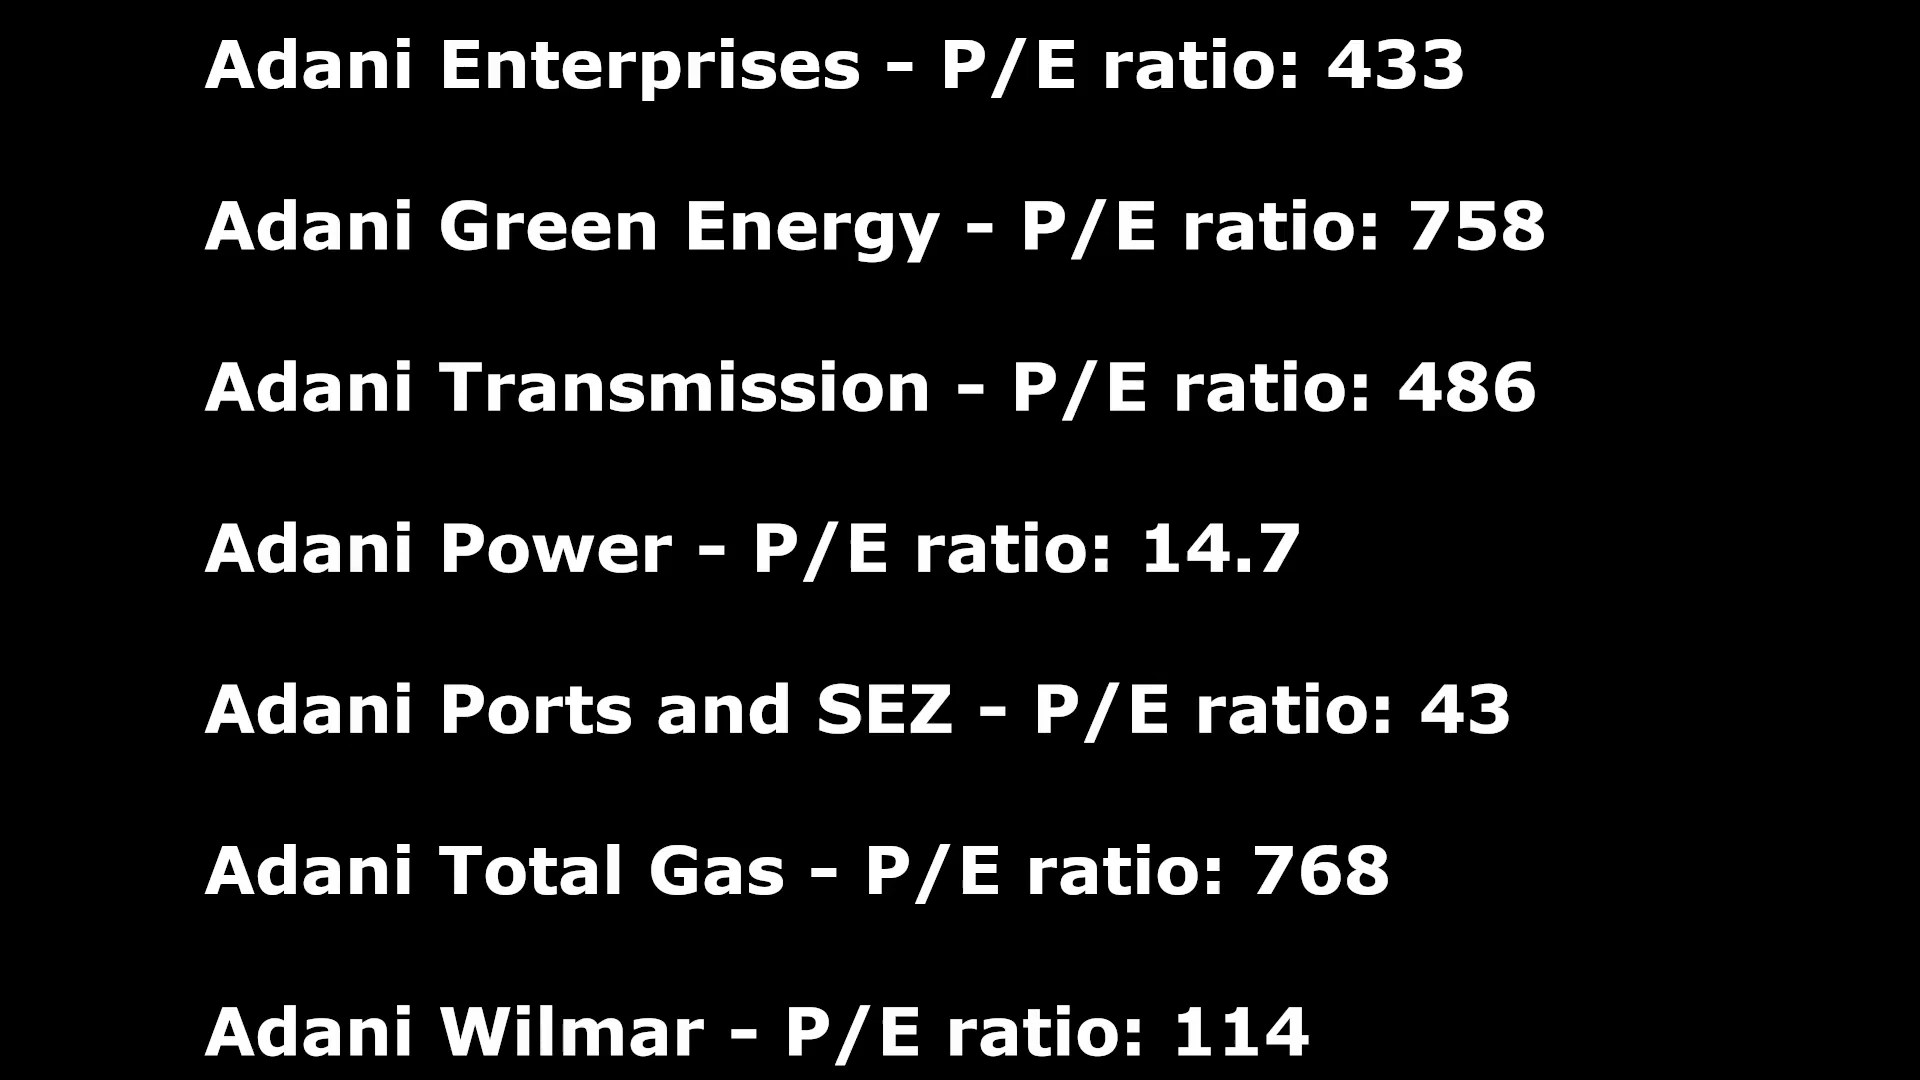 Adani Enterprises - P/E ratio: 433
Adani Green Energy - P/E ratio: 758
Adani Transmission - P/E ratio: 486
Adani Power - P/E ratio: 14.7
Adani Ports and SEZ - P/E ratio: 43
Adani Total Gas - P/E ratio: 768
Adani Wilmar - P/E ratio: 114